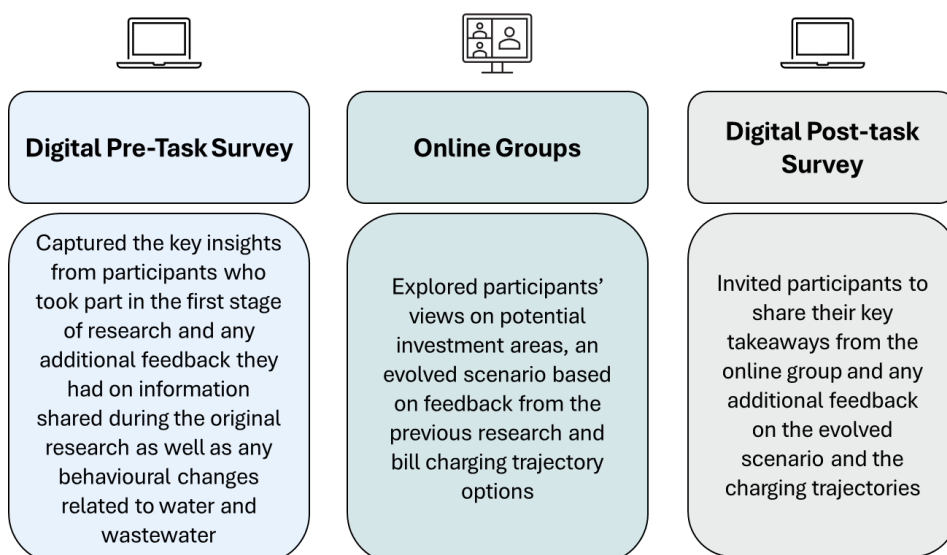 Digital Pre-Task Survey
Captured the key insights
from participants who
took part in the first stage
of research and any
additional feedback they
had on information
shared during the original
research as well as any
behavioural changes
related to water and
wastewater
Online Groups
Explored participants’
views on potential
investment areas, an
evolved scenario based
on feedback from the
previous research and
bill charging trajectory
options
Digital Post-task
Survey
Invited participants to
share their key
takeaways from the
online group and any
additional feedback
on the evolved
scenario and the
charging trajectories